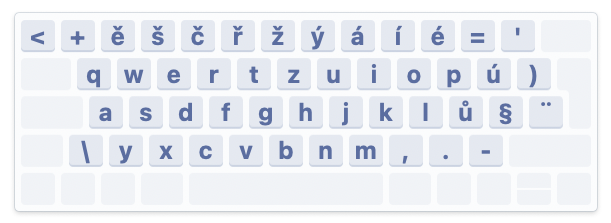 < + ě š č ř ž ý á í é = '
q w e r t z u i o p ú )
a s d f g h j k l ů § ¨
\ y x c v b n m , . -